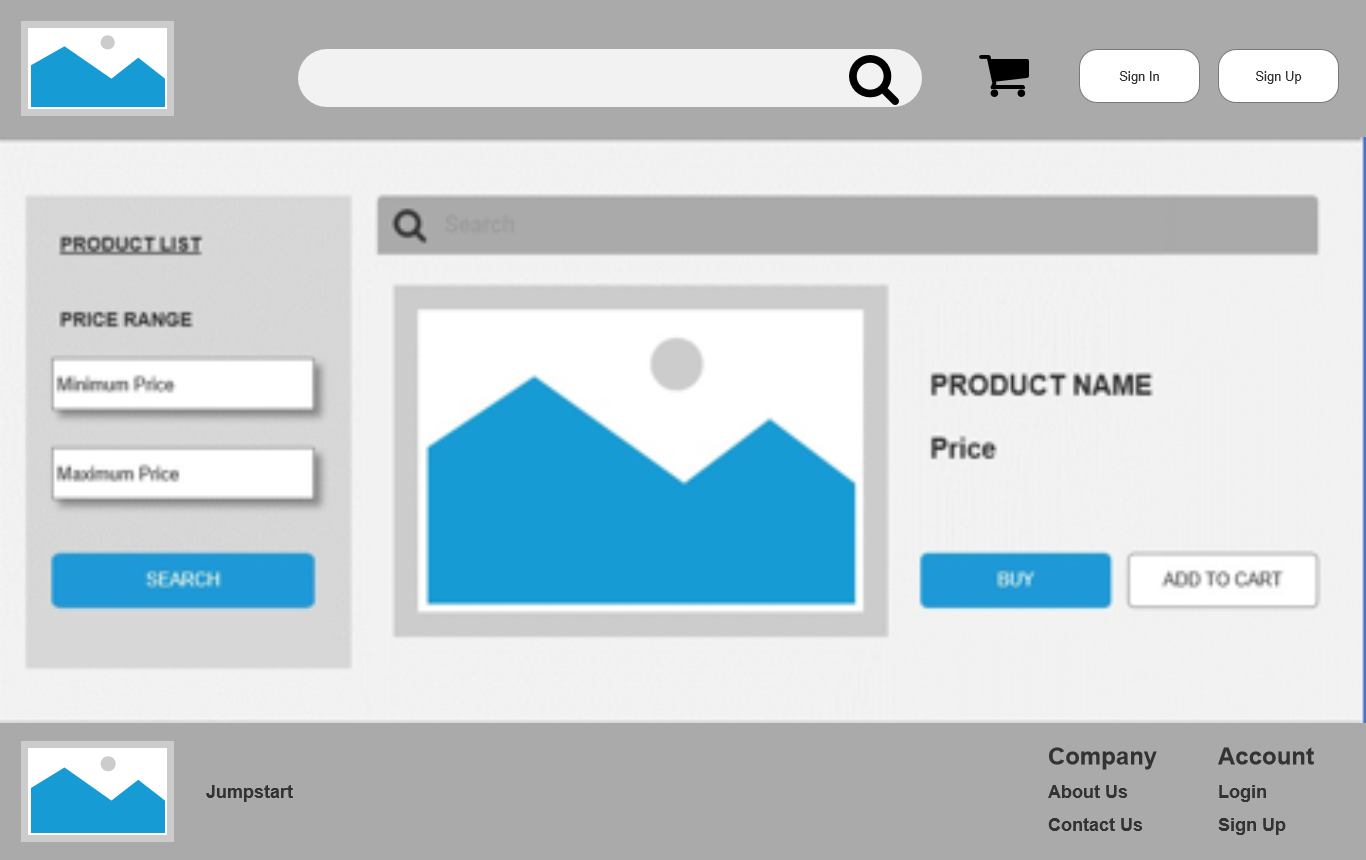 Sign In
Sign Up
PRODUCT LIST
Search
PRICE RANGE
Minimum Price
PRODUCT NAME
Price
Maximum Price
SEARCH
BUY
ADD TO CART
Jumpstart
Company
Account
About Us
Login
Contact Us
Sign Up